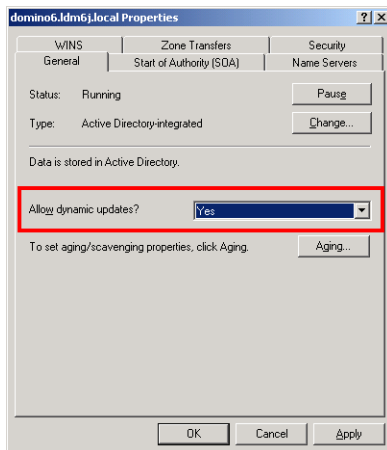 domino6.ldm6j.local Properties
WINS Zone Transfers Security
General Start of Authority (SOA) Name Servers
Status: Running Pause
Type: Active Directory-integrated Change...
Data is stored in Active Directory.
Allow dynamic updates? Yes
To set aging/scavenging properties, click Aging. Aging...
OK Cancel Apply